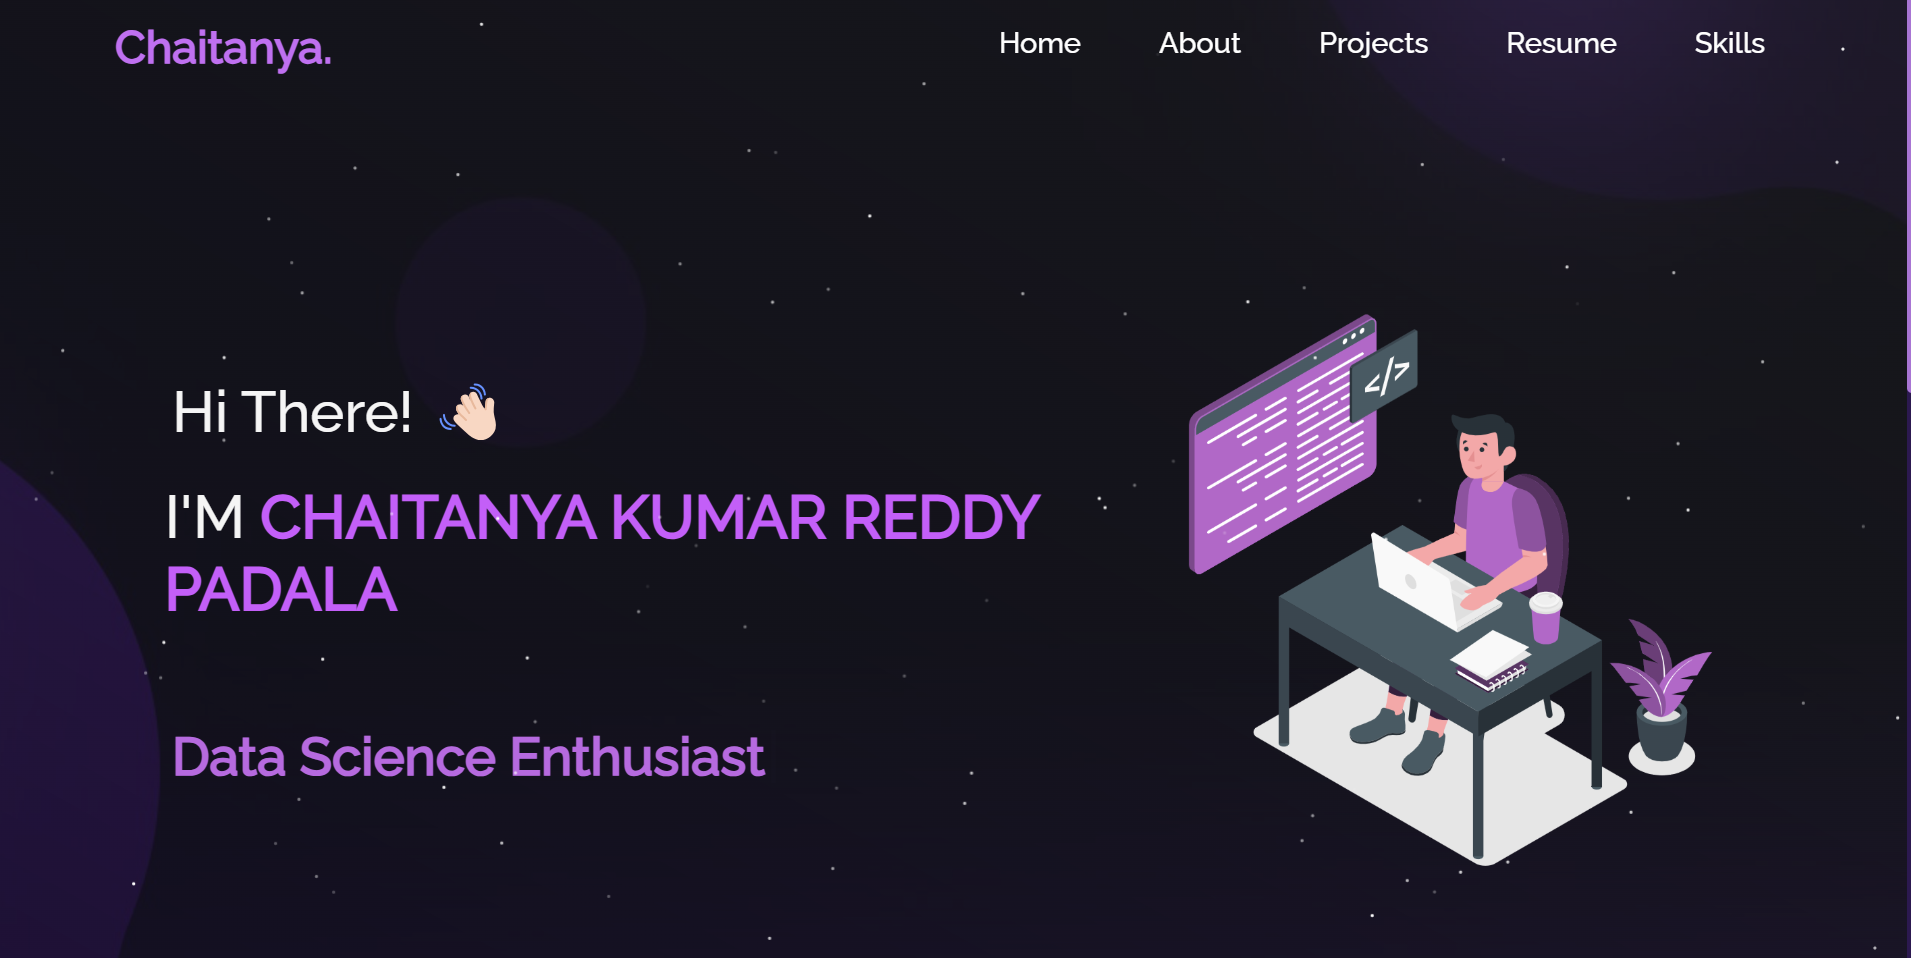 Chaitanya.
Home About Projects Resume Skills
</>
Hi There!
I'M CHAITANYA KUMAR REDDY
PADALA
Data Science Enthusiast